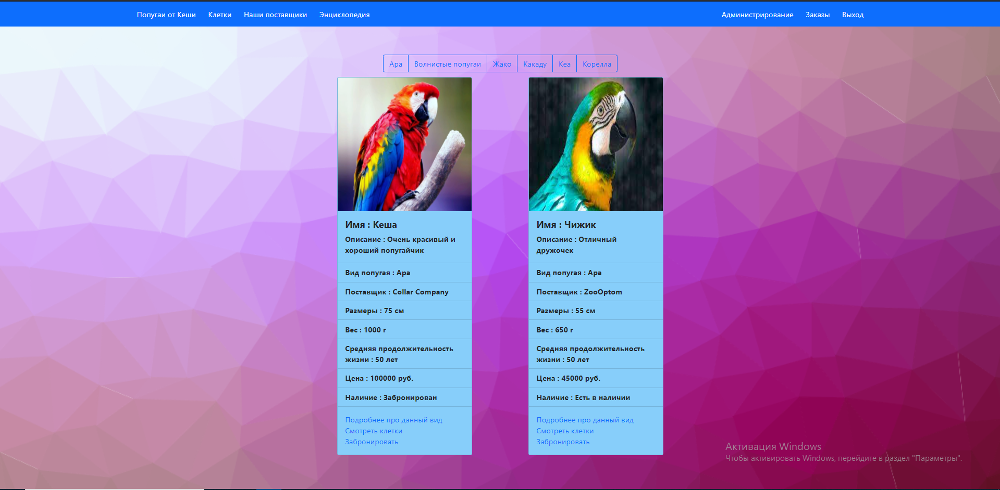 Попугаи от Кеши Клетки Наши поставщики Энциклопедия Администрирование Заказы Выход
Ара Волнистые попугаи Жако Какаду Кеа Корелла
Имя : Кеша
Описание : Очень красивый и
хороший попугайчик
Вид попугая : Ара
Поставщик : Collar Company
Размеры : 75 см
Вес : 1000 г
Средняя продолжительность
жизни : 50 лет
Цена : 100000 руб.
Наличие : Забронирован
Подробнее про данный вид
Смотреть клетки
Забронировать
Имя : Чижик
Описание : Отличный
дружочек
Вид попугая : Ара
Поставщик : ZooOptom
Размеры : 55 см
Вес : 650 г
Средняя продолжительность
жизни : 50 лет
Цена : 45000 руб.
Наличие : Есть в наличии
Подробнее про данный вид
Смотреть клетки
Забронировать
Активация Windows
Чтобы активировать Windows, перейдите в раздел "Параметры".